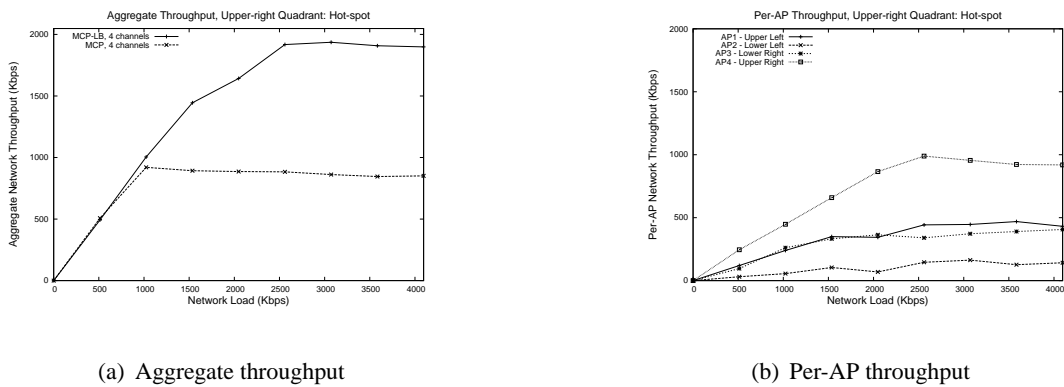 Aggregate Throughput, Upper-right Quadrant: Hot-spot
MCP-LB, 4 channels
MCP, 4 channels
2000
1500
1000
500
0
Aggregate Network Throughput (Kbps)
0 500 1000 1500 2000 2500 3000 3500 4000
Network Load (Kbps)
(a) Aggregate throughput
Per-AP Throughput, Upper-right Quadrant: Hot-spot
AP1 - Upper Left
AP2 - Lower Left
AP3 - Lower Right
AP4 - Upper Right
2000
1500
1000
500
0
Per-AP Network Throughput (Kbps)
0 500 1000 1500 2000 2500 3000 3500 4000
Network Load (Kbps)
(b) Per-AP throughput